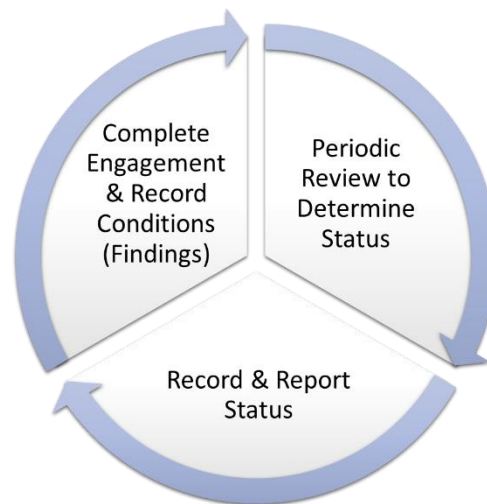 Complete
Engagement
& Record
Conditions
(Findings)
Periodic
Review to
Determine
Status
Record & Report
Status